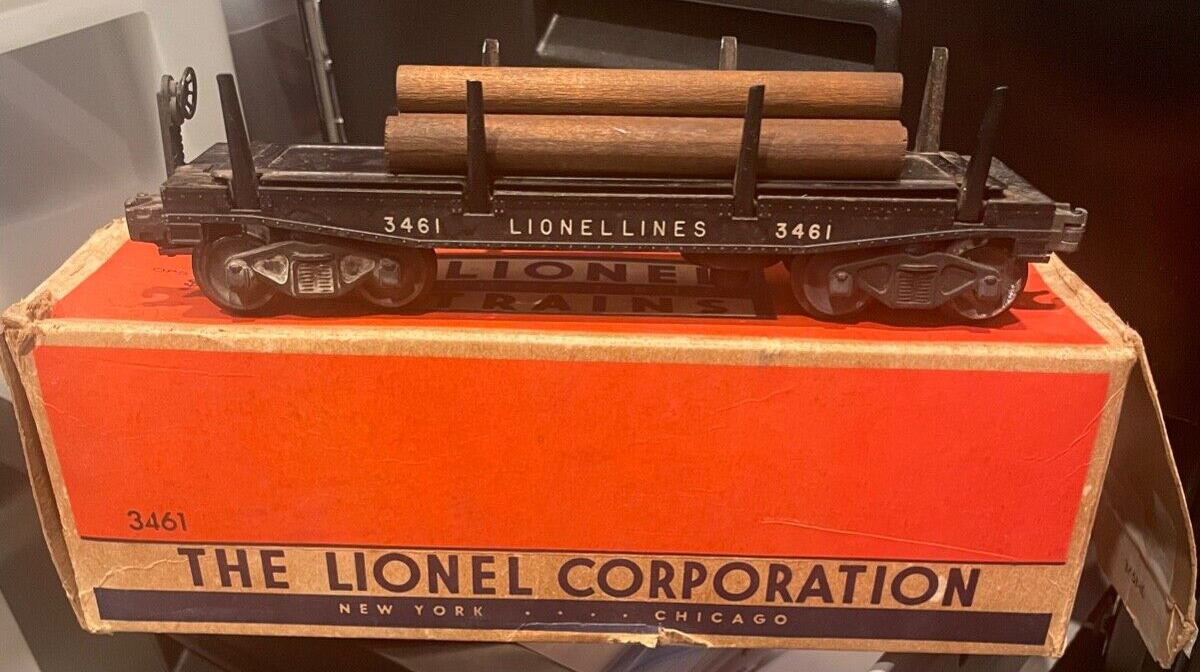 3461 LIONEL LINES 3461
LIONEL
TRAINS
3461
THE LIONEL CORPORATION
NEW YORK · · · · CHICAGO